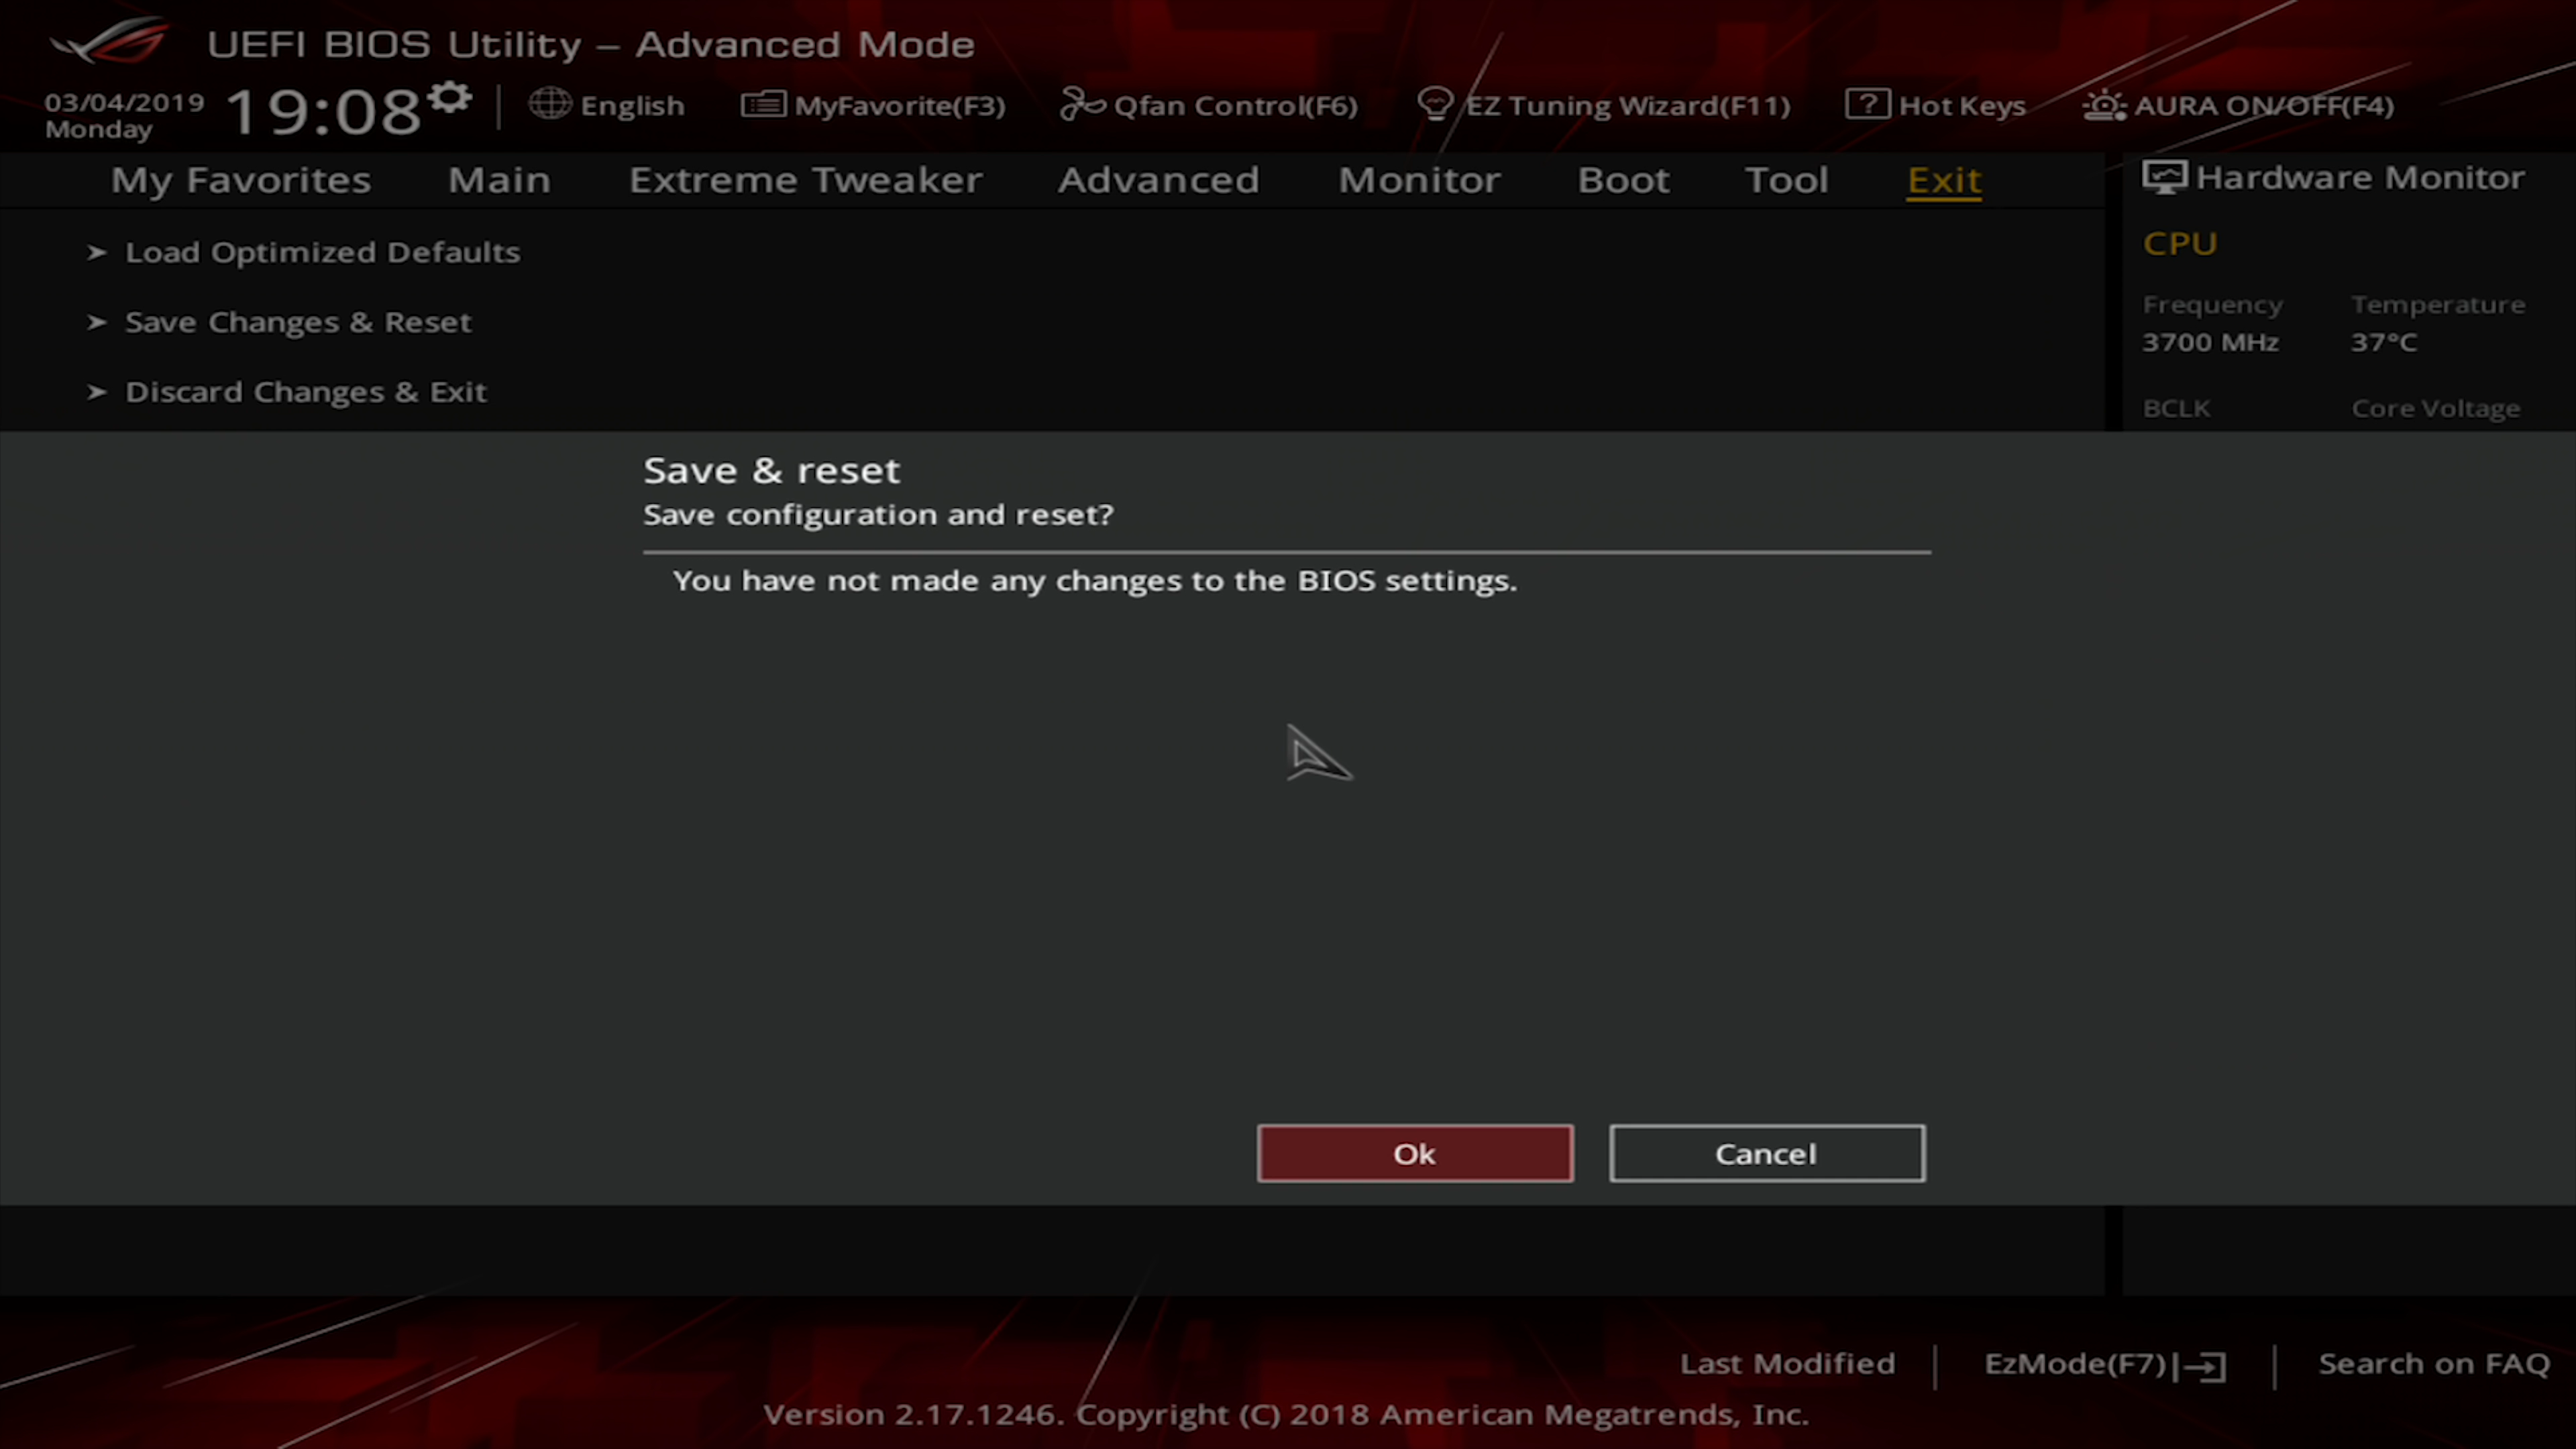 UEFI BIOS Utility – Advanced Mode
03/04/2019
Monday
19:08
English
MyFavorite(F3)
Qfan Control(F6)
EZ Tuning Wizard(F11)
? Hot Keys
AURA ON/OFF(F4)
My Favorites
Main
Extreme Tweaker
Advanced
Monitor
Boot
Tool
Exit
Hardware Monitor
Load Optimized Defaults
Save Changes & Reset
Discard Changes & Exit
CPU
Frequency
Temperature
3700 MHz
37°C
BCLK
Core Voltage
Save & reset
Save configuration and reset?
You have not made any changes to the BIOS settings.
Ok
Cancel
Last Modified
EzMode(F7)
Search on FAQ
Version 2.17.1246. Copyright (C) 2018 American Megatrends, Inc.